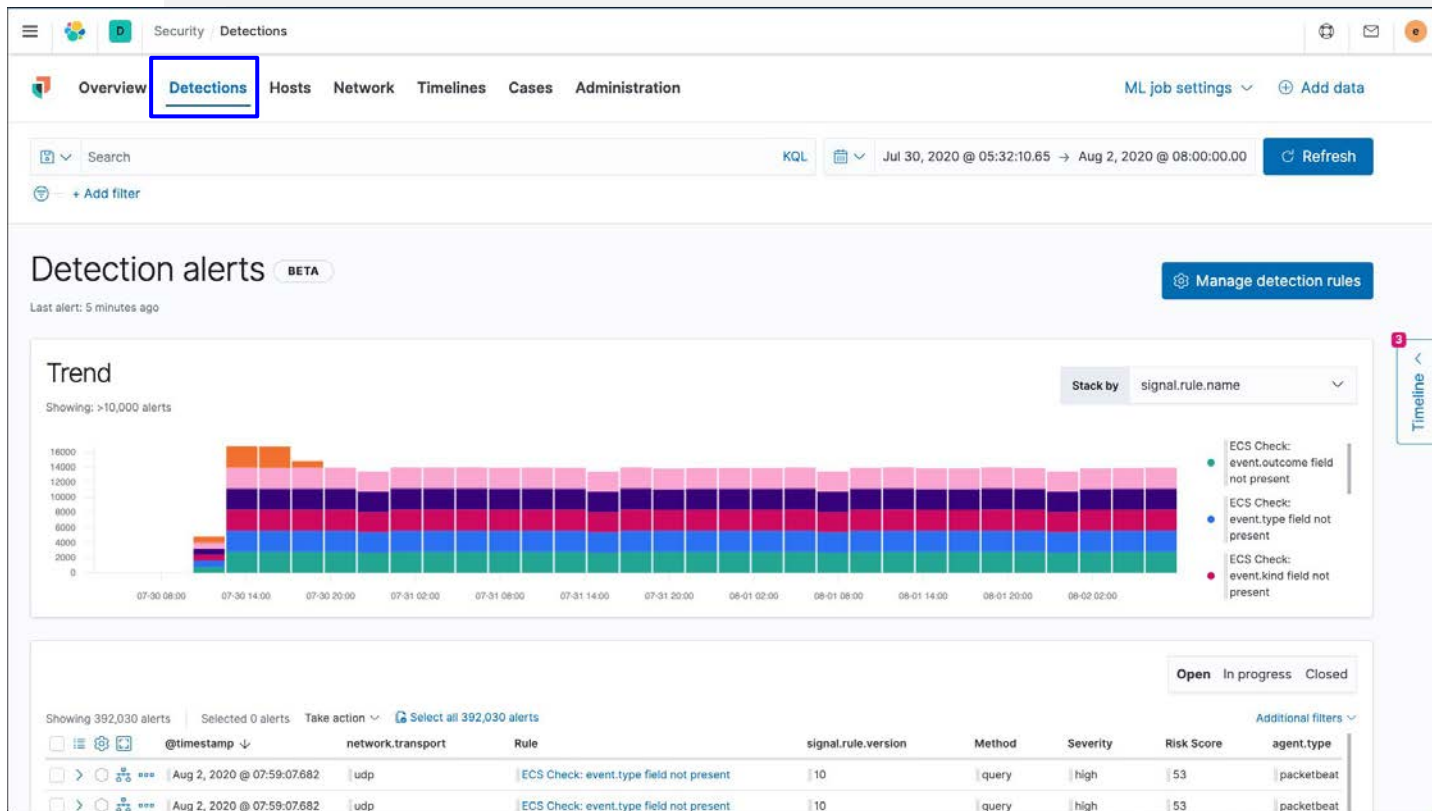 D Security / Detections e
Overview Detections Hosts Network Timelines Cases Administration ML job settings Add data
Search KQL Jul 30, 2020 @ 05:32:10.65 → Aug 2, 2020 @ 08:00:00.00 Refresh
+ Add filter
Detection alerts BETA
Manage detection rules
Last alert: 5 minutes ago
3
Timeline
Trend
Stack by signal.rule.name
Showing: >10,000 alerts
16000
14000
12000
10000
8000
6000
4000
2000
0
07-30 08:00 07-30 14:00 07-30 20:00 07-31 02:00 07-31 08:00 07-31 14:00 07-31 20:00 08-01 02:00 08-01 08:00 08-01 14:00 08-01 20:00 08-02 02:00
ECS Check:
event.outcome field
not present
ECS Check:
event.type field not
present
ECS Check:
event.kind field not
present
Open In progress Closed
Showing 392,030 alerts Selected 0 alerts Take action Select all 392,030 alerts Additional filters
@timestamp ↓ network.transport Rule signal.rule.version Method Severity Risk Score agent.type
Aug 2, 2020 @ 07:59:07.682 udp ECS Check: event.type field not present 10 query high 53 packetbeat
Aug 2, 2020 @ 07:59:07.682 udp ECS Check: event.type field not present 10 query high 53 packetbeat